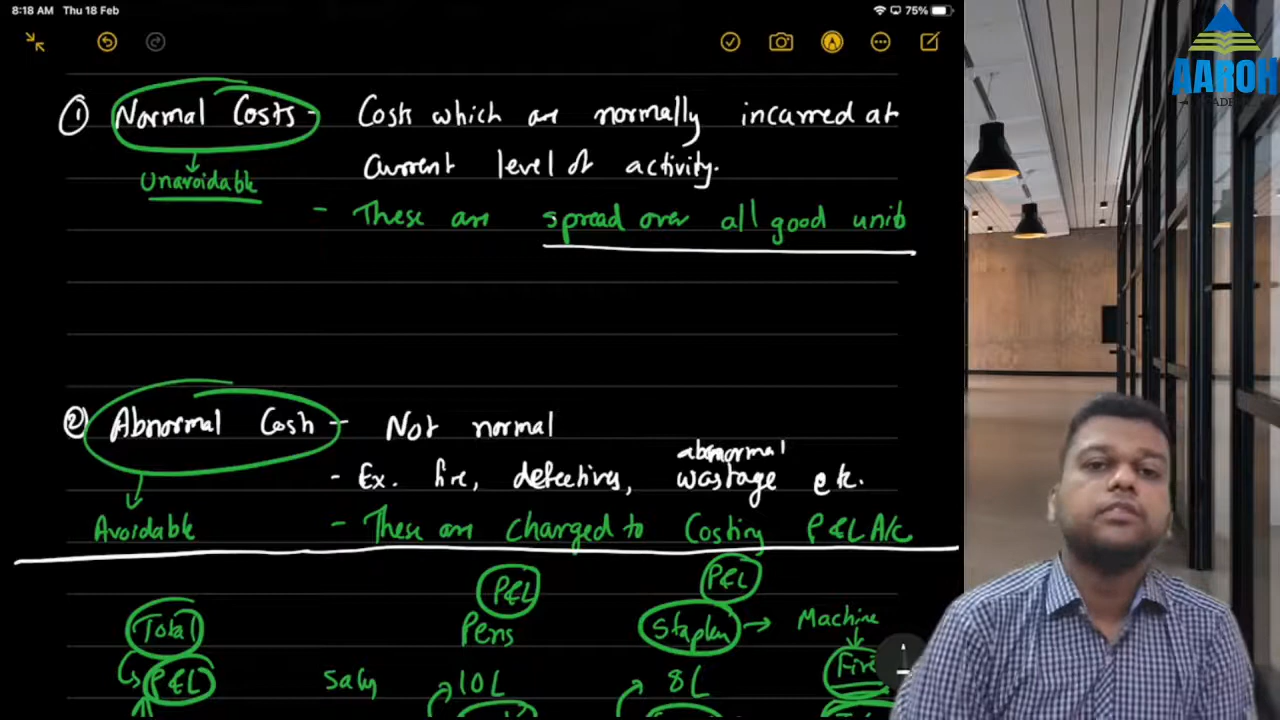 8:18 AM Thu 18 Feb 75%
AAROH
① Normal Costs - Costs which are normally incurred at
current level of activity.
Unavoidable
- These are spread over all good units
② Abnormal Cost - Not normal
abnormal
- Ex. fire, defectives, wastage etc.
Avoidable - These are charged to Costing P&L A/c
P&L P&L
Total Pens Stapler → Machine
P&L Sales 10L 8L Fire